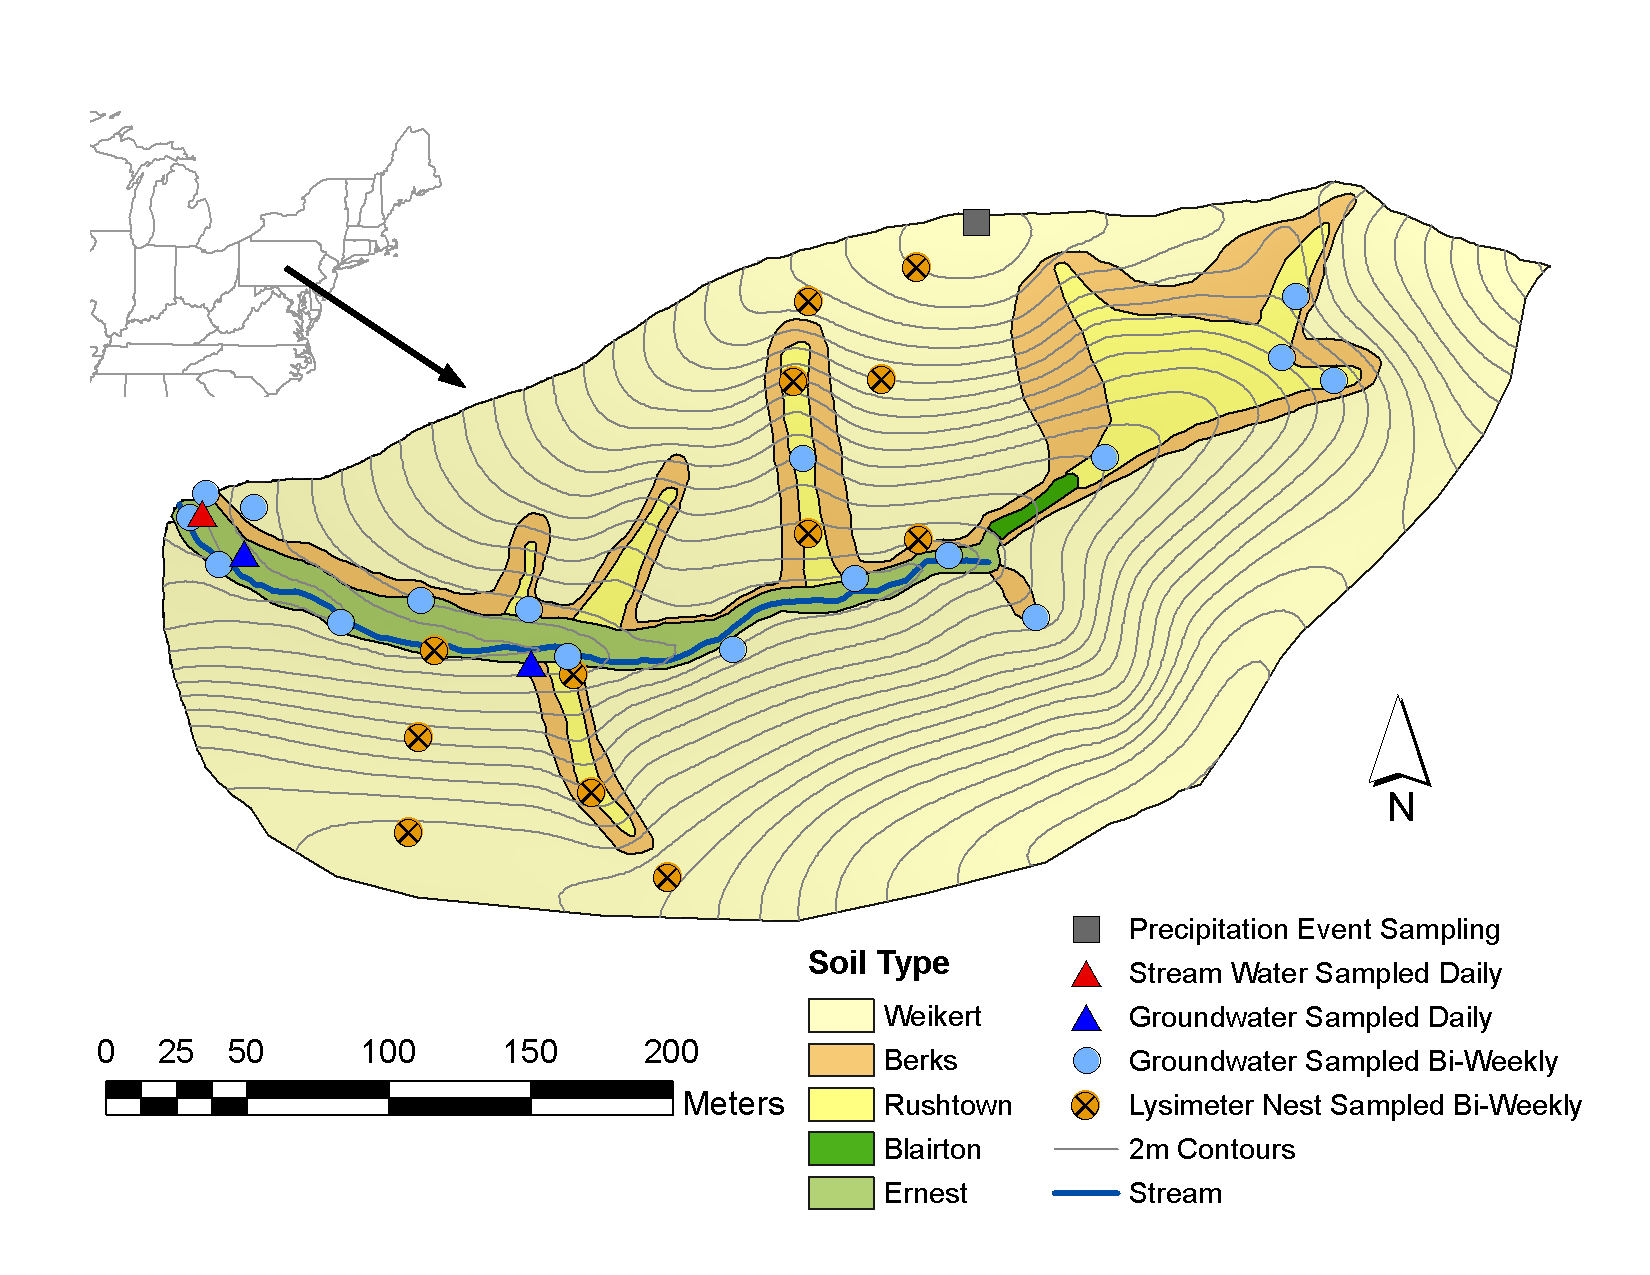 N
Precipitation Event Sampling
Stream Water Sampled Daily
Groundwater Sampled Daily
Groundwater Sampled Bi-Weekly
Lysimeter Nest Sampled Bi-Weekly
2m Contours
Stream
Soil Type
Weikert
Berks
Rushtown
Blairton
Ernest
0 25 50 100 150 200
Meters